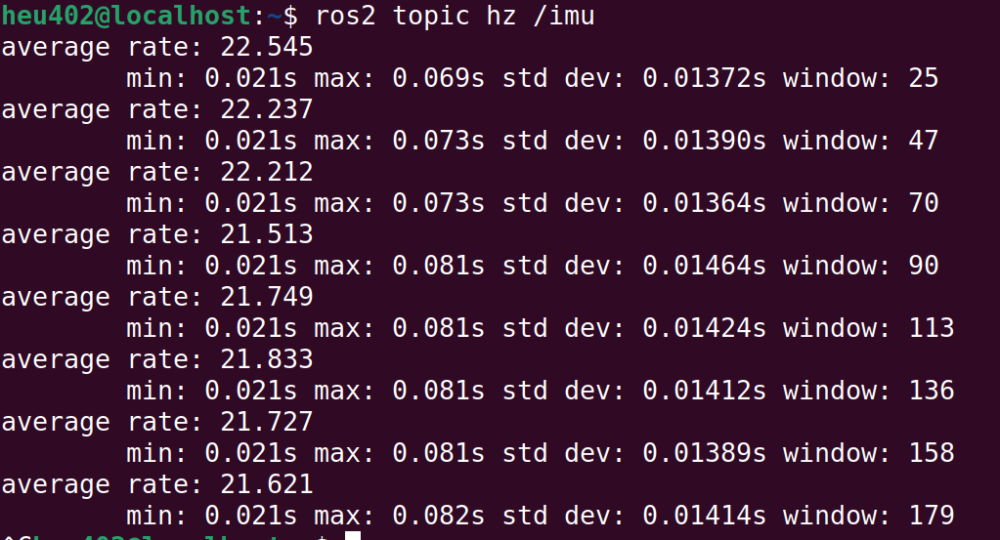 heu402@localhost:~$ ros2 topic hz /imu
average rate: 22.545
        min: 0.021s max: 0.069s std dev: 0.01372s window: 25
average rate: 22.237
        min: 0.021s max: 0.073s std dev: 0.01390s window: 47
average rate: 22.212
        min: 0.021s max: 0.073s std dev: 0.01364s window: 70
average rate: 21.513
        min: 0.021s max: 0.081s std dev: 0.01464s window: 90
average rate: 21.749
        min: 0.021s max: 0.081s std dev: 0.01424s window: 113
average rate: 21.833
        min: 0.021s max: 0.081s std dev: 0.01412s window: 136
average rate: 21.727
        min: 0.021s max: 0.081s std dev: 0.01389s window: 158
average rate: 21.621
        min: 0.021s max: 0.082s std dev: 0.01414s window: 179